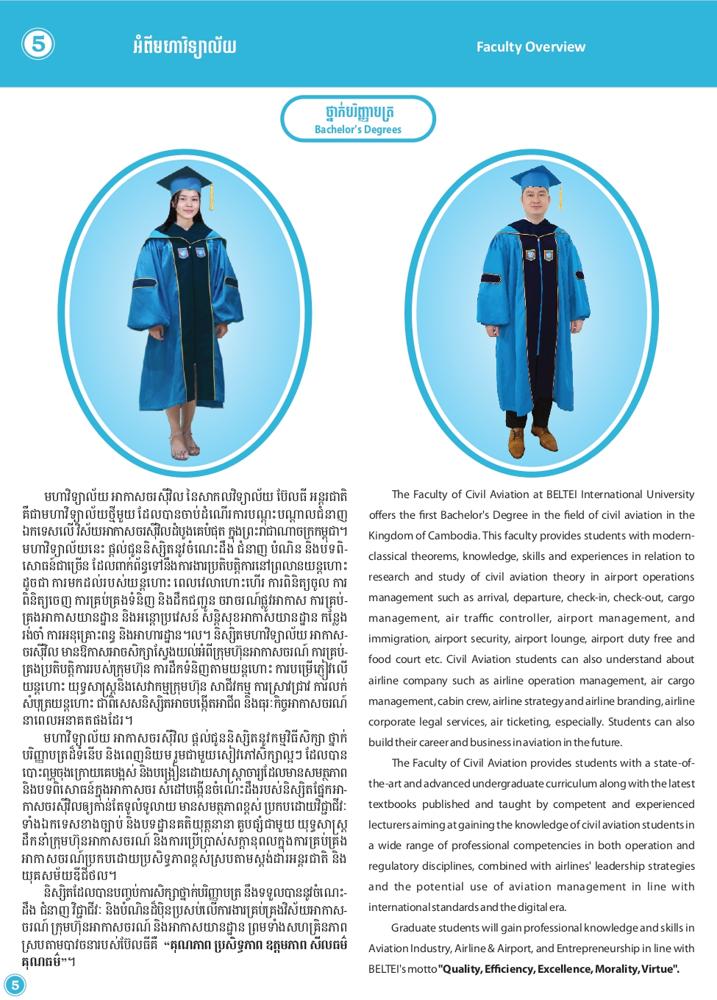 5
អំពីមហាវិទ្យាល័យ
Faculty Overview
ថ្នាក់បរិញ្ញាបត្រ
Bachelor's Degrees
មហាវិទ្យាល័យ អាកាសចរស៊ីវិល នៃសាកលវិទ្យាល័យ ប៊ែលធី អន្តរជាតិ
គឺជាមហាវិទ្យាល័យថ្មីមួយ ដែលបានចាប់ដំណើរការបណ្តុះបណ្តាលជំនាញ
ឯកទេសលើវិស័យអាកាសចរស៊ីវិលដំបូងគេបំផុត ក្នុងព្រះរាជាណាចក្រកម្ពុជា។
មហាវិទ្យាល័យនេះ ផ្តល់ជូននិស្សិតនូវចំណេះដឹង ជំនាញ បំណិន និងបទពិ-
សោធន៍ជាច្រើន ដែលពាក់ព័ន្ធទៅនឹងការងារប្រតិបត្តិការនៅព្រលានយន្តហោះ
ដូចជា ការមកដល់របស់យន្តហោះ ពេលវេលាហោះហើរ ការពិនិត្យចូល ការ
ពិនិត្យចេញ ការគ្រប់គ្រងទំនិញ និងដឹកជញ្ជូន ចរាចរណ៍ផ្លូវអាកាស ការគ្រប់-
គ្រងអាកាសយានដ្ឋាន និងអន្តោប្រវេសន៍ សន្តិសុខអាកាសយានដ្ឋាន កន្លែង
រង់ចាំ ការអនុគ្រោះពន្ធ និងអាហារដ្ឋាន។ល។ និស្សិតមហាវិទ្យាល័យ អាកាស-
ចរស៊ីវិល មានឱកាសអាចសិក្សាស្វែងយល់អំពីក្រុមហ៊ុនអាកាសចរណ៍ ការគ្រប់-
គ្រងប្រតិបត្តិការរបស់ក្រុមហ៊ុន ការដឹកទំនិញតាមយន្តហោះ ការបម្រើភ្ញៀវលើ
យន្តហោះ យុទ្ធសាស្ត្រនិងសេវាកម្មក្រុមហ៊ុន សាជីវកម្ម ការស្រាវជ្រាវ ការលក់
សំបុត្រយន្តហោះ ជាពិសេសនិស្សិតអាចបង្កើតអាជីព និងធុរៈកិច្ចអាកាសចរណ៍
នាពេលអនាគតផងដែរ។
មហាវិទ្យាល័យ អាកាសចរស៊ីវិល ផ្តល់ជូននិស្សិតនូវកម្មវិធីសិក្សា ថ្នាក់
បរិញ្ញាបត្រដ៏ទំនើប និងពេញនិយម រួមជាមួយសៀវភៅសិក្សាល្អៗ ដែលបាន
បោះពុម្ពចុងក្រោយគេបង្អស់ និងបង្រៀនដោយសាស្ត្រាចារ្យដែលមានសមត្ថភាព
និងបទពិសោធន៍ក្នុងអាកាសចរ សំដៅបង្កើនចំណេះដឹងរបស់និស្សិតផ្នែកអា-
កាសចរស៊ីវិលឲ្យកាន់តែទូលំទូលាយ មានសមត្ថភាពខ្ពស់ ប្រកបដោយវិជ្ជាជីវៈ
ទាំងឯកទេសខាងច្បាប់ និងបទដ្ឋានគតិយុត្តនានា តួបផ្សំជាមួយ យុទ្ធសាស្ត្រ
ដឹកនាំក្រុមហ៊ុនអាកាសចរណ៍ និងការប្រើប្រាស់សក្តានុពលក្នុងការគ្រប់គ្រង
អាកាសចរណ៍ប្រកបដោយប្រសិទ្ធភាពខ្ពស់ស្របតាមស្តង់ដារអន្តរជាតិ និង
យុគសម័យឌីជីថល។
និស្សិតដែលបានបញ្ចប់ការសិក្សាថ្នាក់បរិញ្ញាបត្រ នឹងទទួលបាននូវចំណេះ-
ដឹង ជំនាញ វិជ្ជាជីវៈ និងបំណិនដ៏ប៉ិនប្រសប់លើការងារគ្រប់គ្រងវិស័យអាកាស-
ចរណ៍ ក្រុមហ៊ុនអាកាសចរណ៍ និងអាកាសយានដ្ឋាន ព្រមទាំងសហគ្រិនភាព
ស្របតាមបាវចនារបស់ប៊ែលធីគឺ “គុណភាព ប្រសិទ្ធភាព ឧត្តមភាព សីលធម៌
គុណធម៌”។
The Faculty of Civil Aviation at BELTEI International University
offers the first Bachelor's Degree in the field of civil aviation in the
Kingdom of Cambodia. This faculty provides students with modern-
classical theorems, knowledge, skills and experiences in relation to
research and study of civil aviation theory in airport operations
management such as arrival, departure, check-in, check-out, cargo
management, air traffic controller, airport management, and
immigration, airport security, airport lounge, airport duty free and
food court etc. Civil Aviation students can also understand about
airline company such as airline operation management, air cargo
management, cabin crew, airline strategy and airline branding, airline
corporate legal services, air ticketing, especially. Students can also
build their career and business in aviation in the future.
The Faculty of Civil Aviation provides students with a state-of-
the-art and advanced undergraduate curriculum along with the latest
textbooks published and taught by competent and experienced
lecturers aiming at gaining the knowledge of civil aviation students in
a wide range of professional competencies in both operation and
regulatory disciplines, combined with airlines' leadership strategies
and the potential use of aviation management in line with
international standards and the digital era.
Graduate students will gain professional knowledge and skills in
Aviation Industry, Airline & Airport, and Entrepreneurship in line with
BELTEI's motto "Quality, Efficiency, Excellence, Morality, Virtue".
5